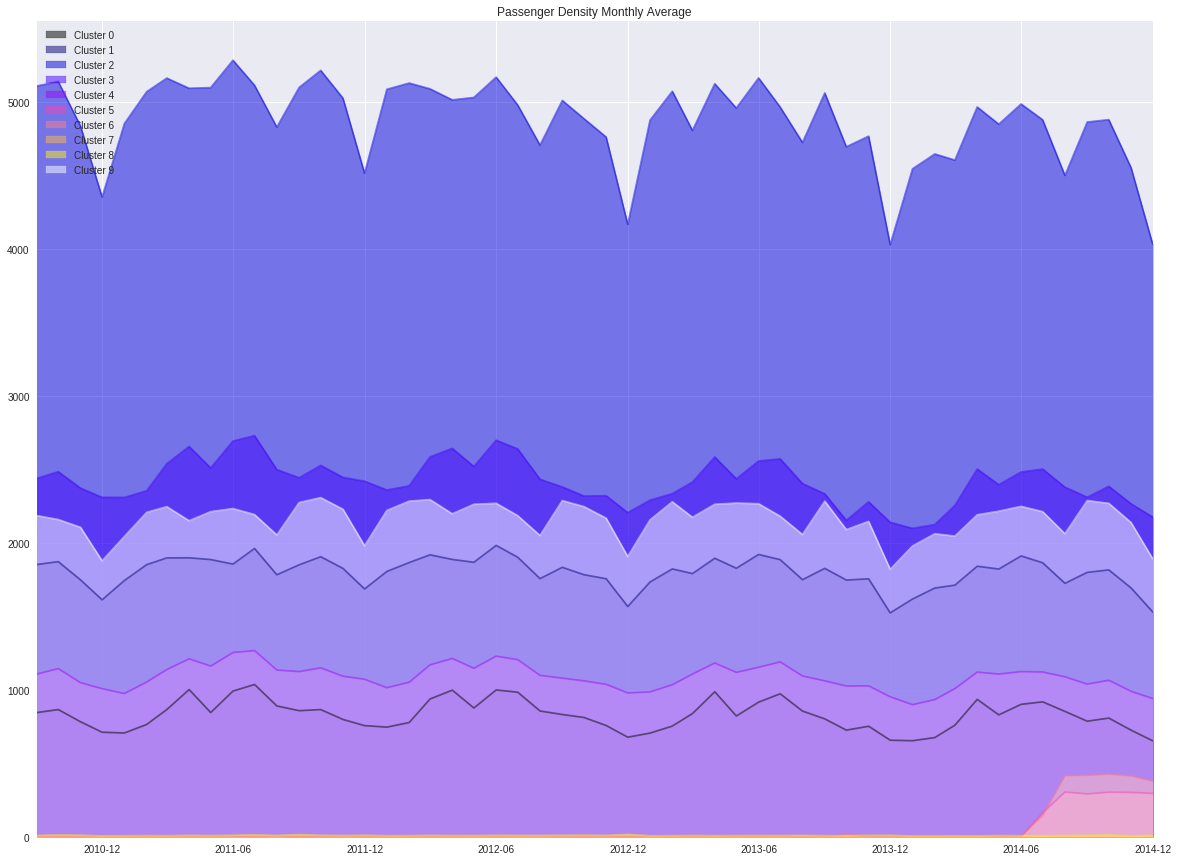 Passenger Density Monthly Average
Cluster 0
Cluster 1
Cluster 2
Cluster 3
Cluster 4
Cluster 5
Cluster 6
Cluster 7
Cluster 8
Cluster 9
5000
4000
3000
2000
1000
0
2010-12 2011-06 2011-12 2012-06 2012-12 2013-06 2013-12 2014-06 2014-12